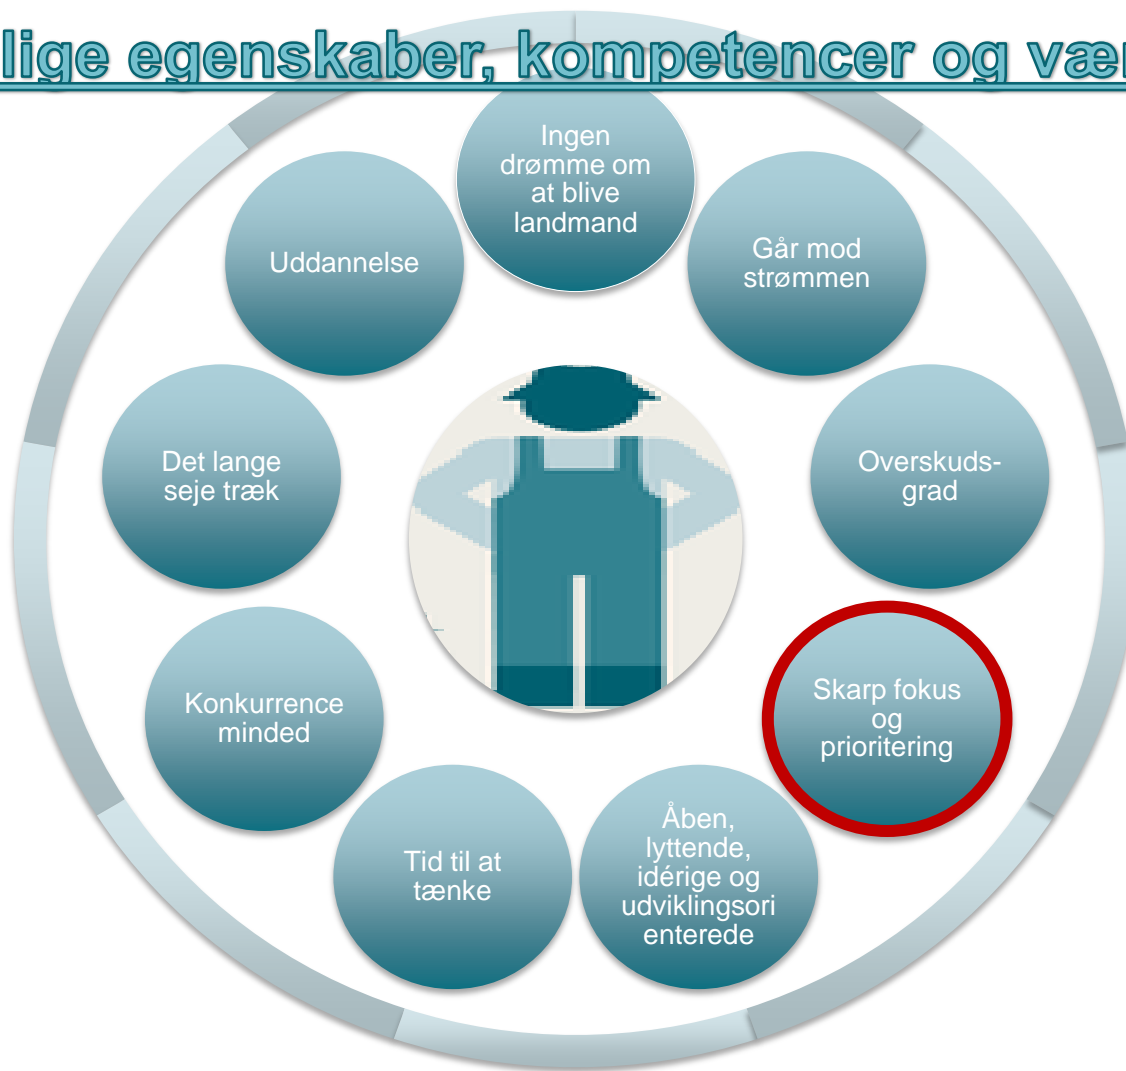 lige egenskaber, kompetencer og vær
Ingen
drømme om
at blive
landmand
Går mod
strømmen
Overskuds-
grad
Skarp fokus
og
prioritering
Åben,
lyttende,
idérige og
udviklingsori
enterede
Tid til at
tænke
Konkurrence
minded
Det lange
seje træk
Uddannelse